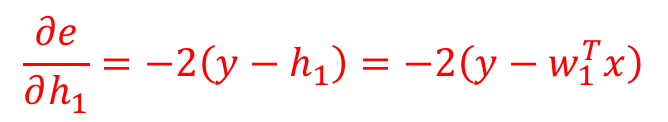 ∂e/∂h₁ = −2(y − h₁) = −2(y − w₁ᵀx)